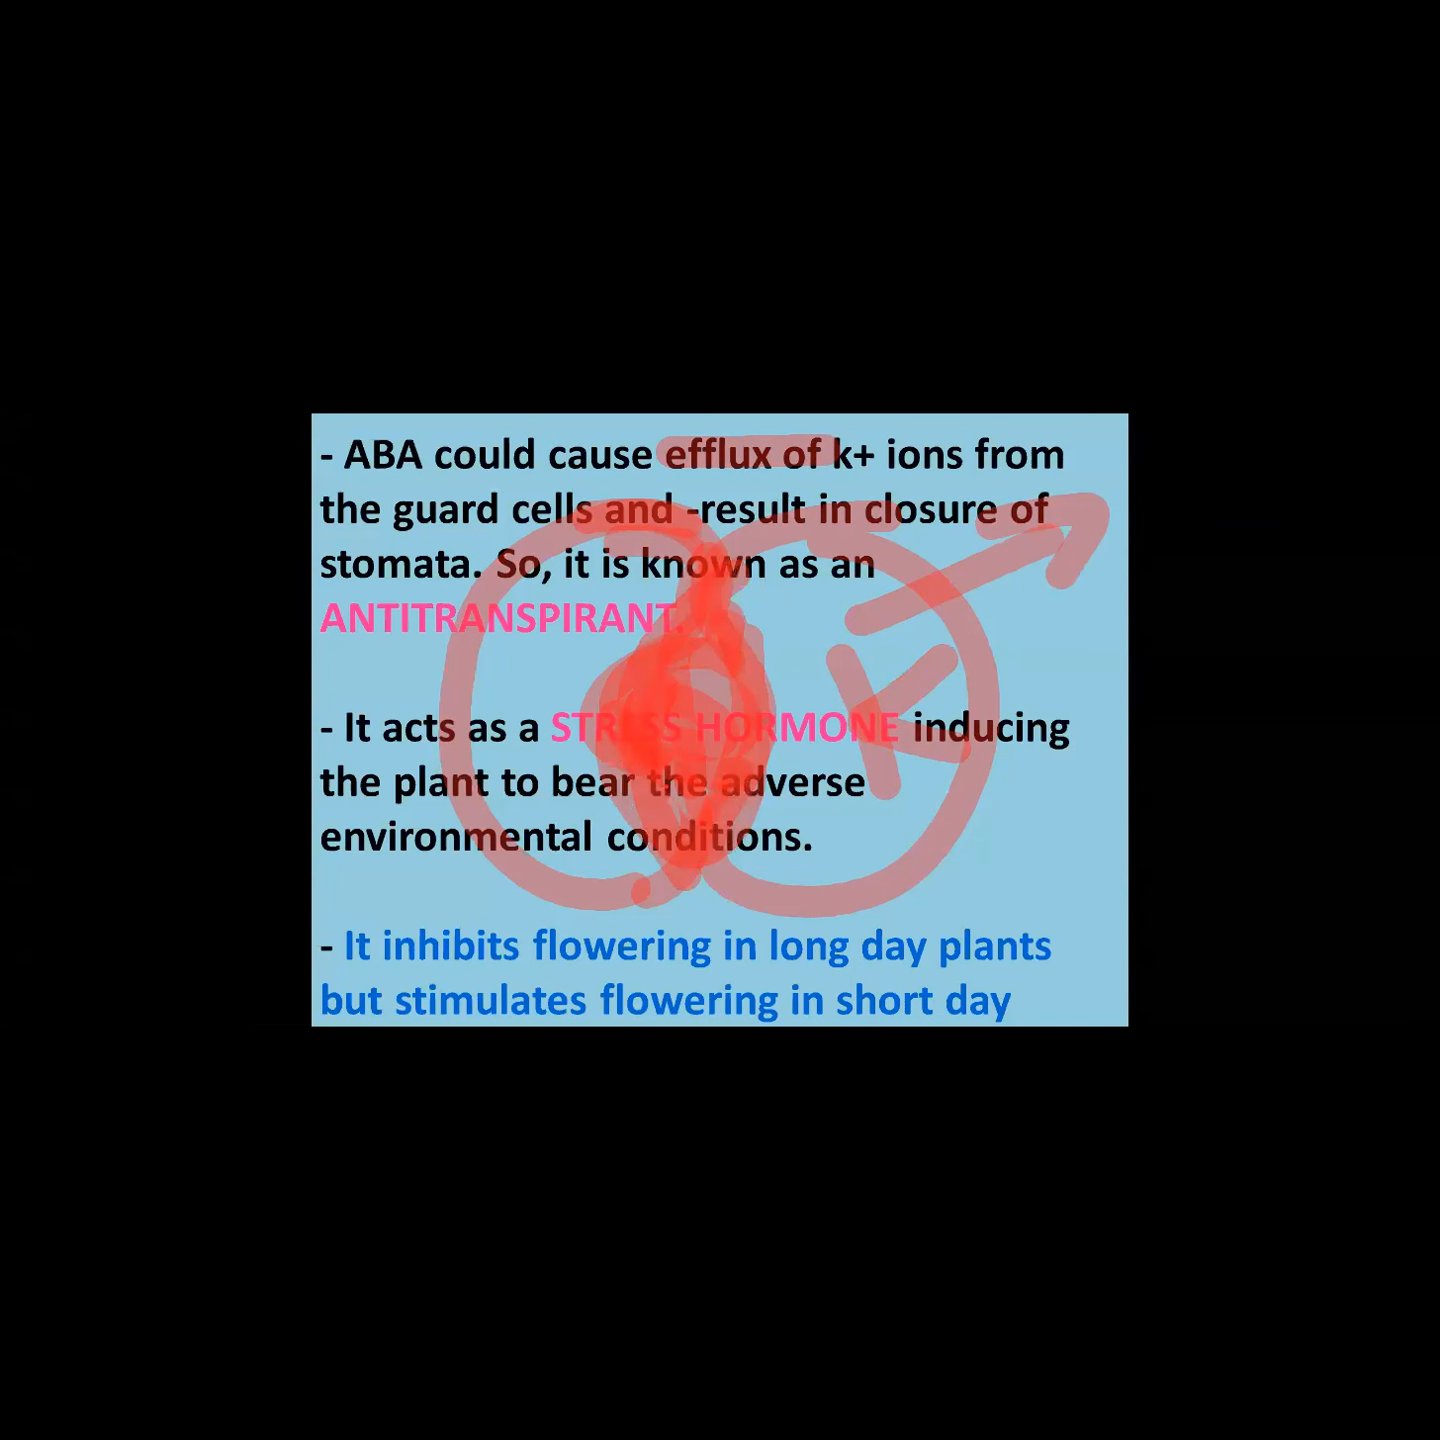 - ABA could cause efflux of k+ ions from
the guard cells and -result in closure of
stomata. So, it is known as an
ANTITRANSPIRANT.
- It acts as a STRESS HORMONE inducing
the plant to bear the adverse
environmental conditions.
- It inhibits flowering in long day plants
but stimulates flowering in short day
K